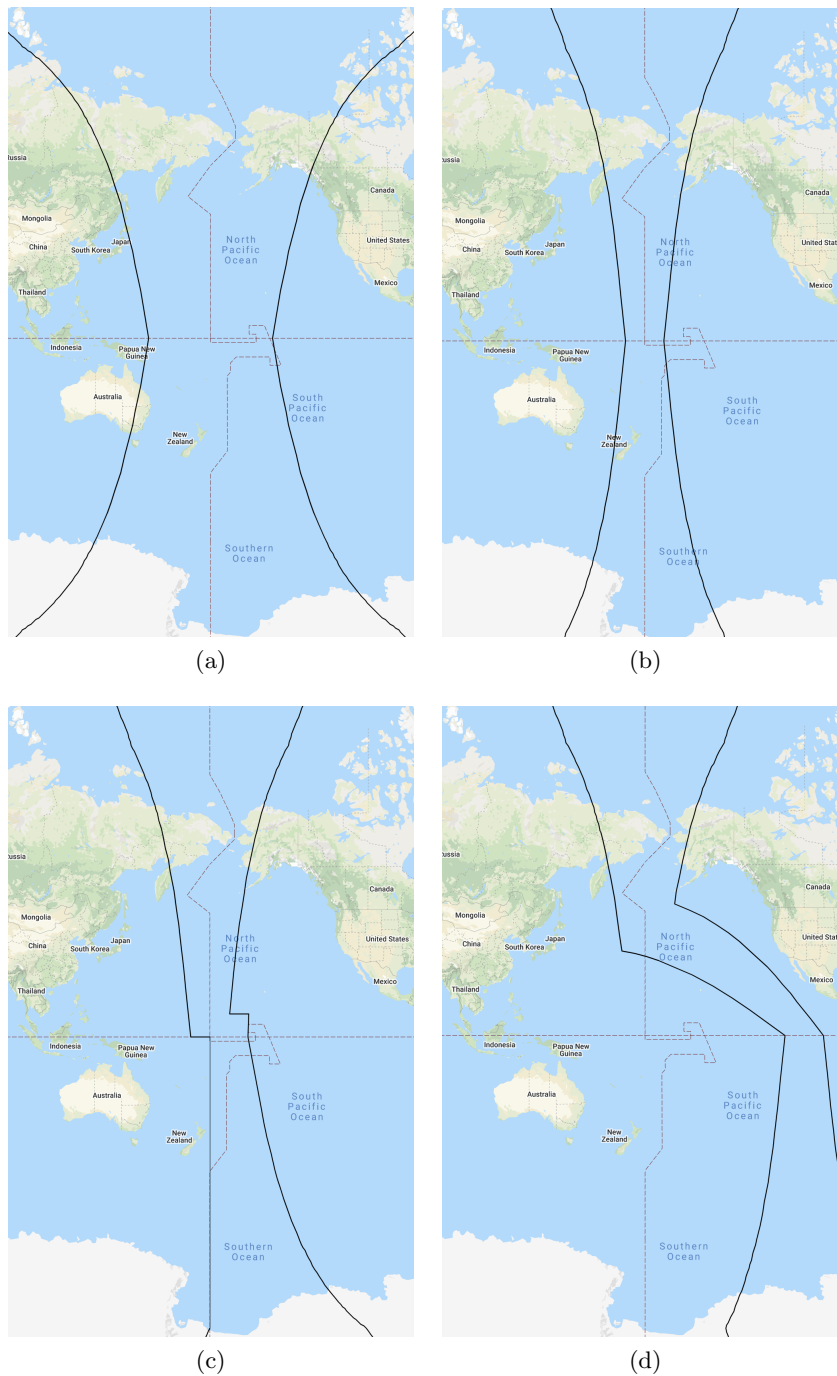 Russia
Mongolia
China
South Korea
Japan
Thailand
Indonesia
Papua New
Guinea
Australia
New
Zealand
North
Pacific
Ocean
South
Pacific
Ocean
Southern
Ocean
Canada
United States
Mexico
(a)
ussia
Mongolia
China
South Korea
Japan
Thailand
Indonesia
Papua New
Guinea
Australia
New
Zealand
North
Pacific
Ocean
South
Pacific
Ocean
Southern
Ocean
Canada
United Stat
Mexico
(b)
ussia
Mongolia
China
South Korea
Japan
Thailand
Indonesia
Papua New
Guinea
Australia
New
Zealand
North
Pacific
Ocean
South
Pacific
Ocean
Southern
Ocean
Canada
United States
Mexico
(c)
ussia
Mongolia
China
South Korea
Japan
Thailand
Indonesia
Papua New
Guinea
Australia
New
Zealand
North
Pacific
Ocean
South
Pacific
Ocean
Southern
Ocean
Canada
United Stat
Mexico
(d)